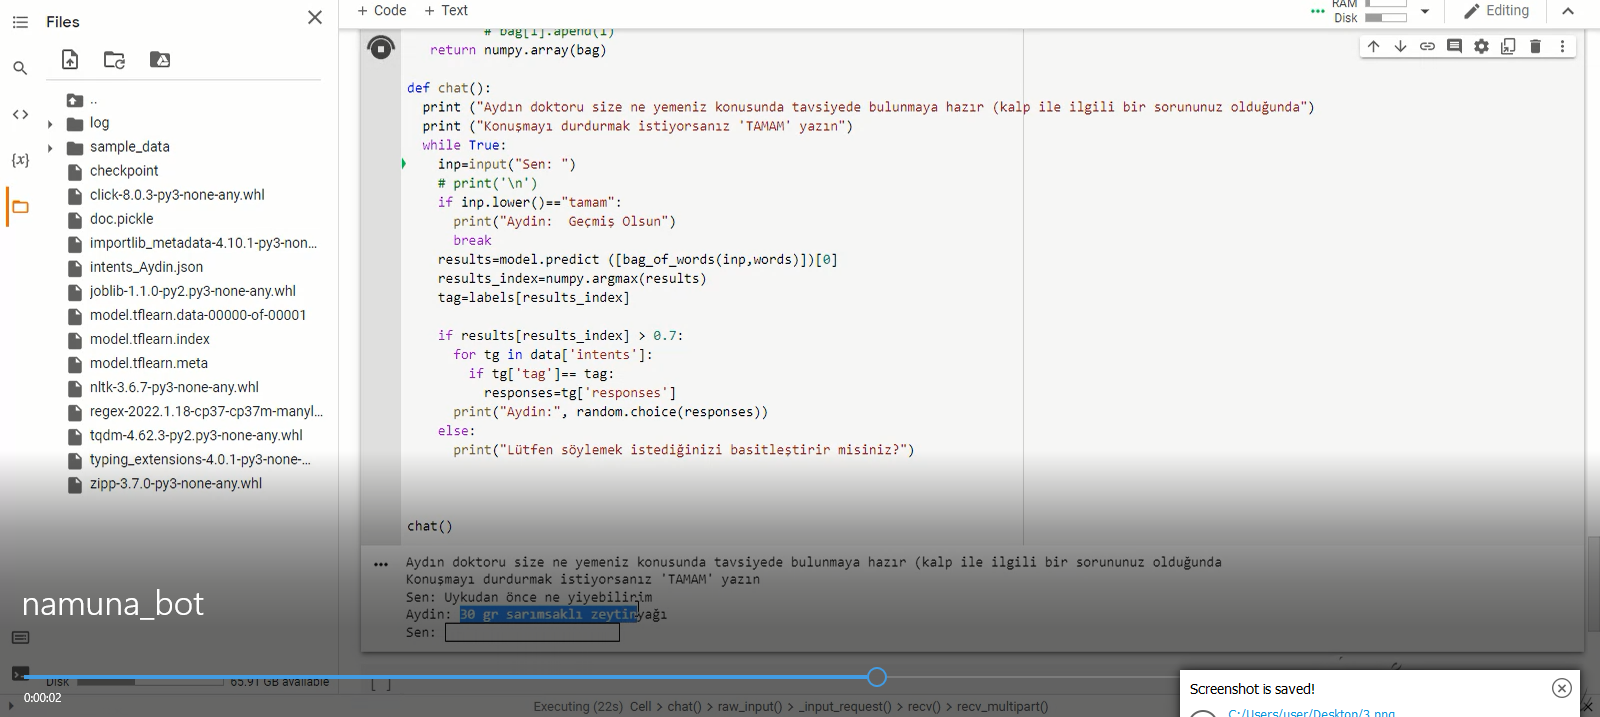 Files
+ Code + Text
RAM
Disk
Editing
..
log
sample_data
checkpoint
click-8.0.3-py3-none-any.whl
doc.pickle
importlib_metadata-4.10.1-py3-non...
intents_Aydin.json
joblib-1.1.0-py2.py3-none-any.whl
model.tflearn.data-00000-of-00001
model.tflearn.index
model.tflearn.meta
nltk-3.6.7-py3-none-any.whl
regex-2022.1.18-cp37-cp37m-manyl...
tqdm-4.62.3-py2.py3-none-any.whl
typing_extensions-4.0.1-py3-none-...
zipp-3.7.0-py3-none-any.whl
# bag[i].apend(1)
return numpy.array(bag)
def chat():
print ("Aydın doktoru size ne yemeniz konusunda tavsiyede bulunmaya hazır (kalp ile ilgili bir sorununuz olduğunda")
print ("Konuşmayı durdurmak istiyorsanız 'TAMAM' yazın")
while True:
inp=input("Sen: ")
# print('\n')
if inp.lower()=="tamam":
print("Aydin:  Geçmiş Olsun")
break
results=model.predict ([bag_of_words(inp,words)])[0]
results_index=numpy.argmax(results)
tag=labels[results_index]
if results[results_index] > 0.7:
for tg in data['intents']:
if tg['tag']== tag:
responses=tg['responses']
print("Aydin:", random.choice(responses))
else:
print("Lütfen söylemek istediğinizi basitleştirir misiniz?")
chat()
Aydın doktoru size ne yemeniz konusunda tavsiyede bulunmaya hazır (kalp ile ilgili bir sorununuz olduğunda
Konuşmayı durdurmak istiyorsanız 'TAMAM' yazın
Sen: Uykudan önce ne yiyebilirim
Aydin: 30 gr sarımsaklı zeytinyağı
Sen:
namuna_bot
Disk 65.91 GB available
[ ]
0:00:02
Executing (22s) Cell > chat() > raw_input() > _input_request() > recv() > recv_multipart()
Screenshot is saved!
C:/Users/user/Desktop/3.png